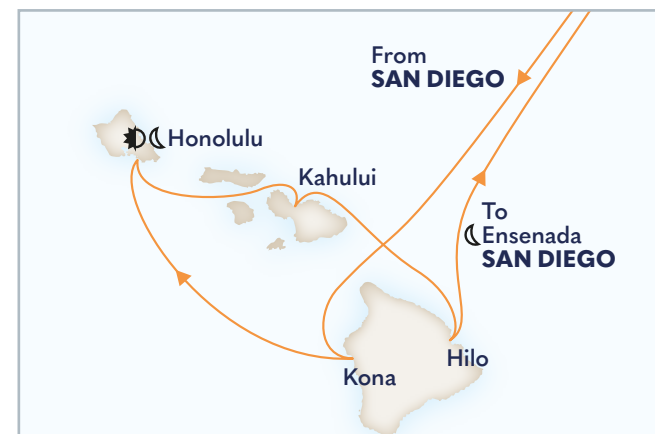 From
SAN DIEGO
Honolulu
Kahului
To
Ensenada
SAN DIEGO
Hilo
Kona